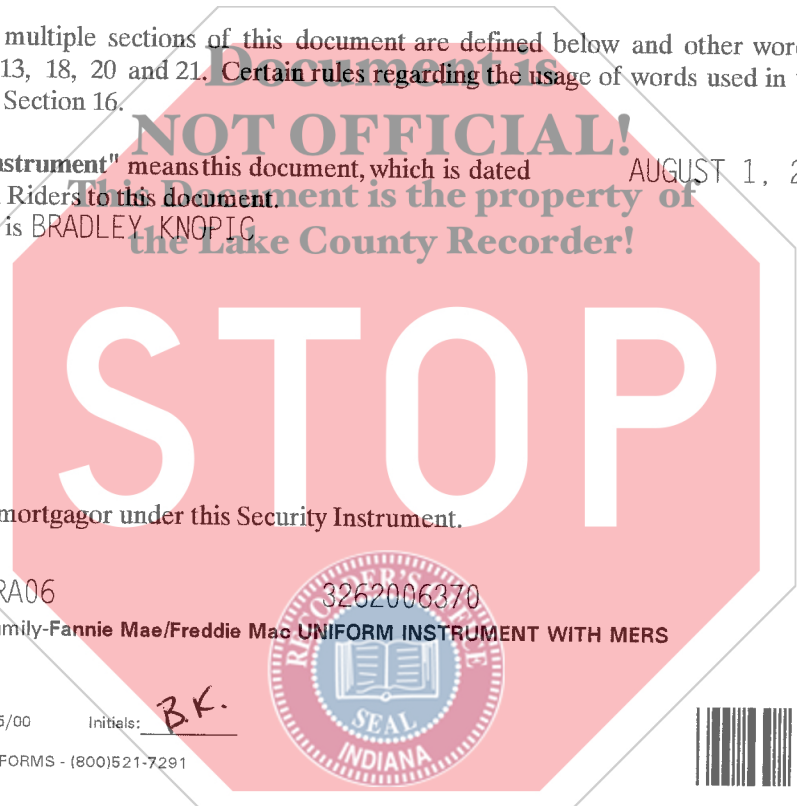 multiple sections of this document are defined below and other wor
Document is
13, 18, 20 and 21. Certain rules regarding the usage of words used in
Section 16.
NOT OFFICIAL!
nstrument" means this document, which is dated AUGUST 1, 2
This Document is the property of
Riders to this document.
is BRADLEY KNOPIC
the Lake County Recorder!
STOP
mortgagor under this Security Instrument.
RA06 3262006370
mily-Fannie Mae/Freddie Mac UNIFORM INSTRUMENT WITH MERS
RECORDER'S OFFICE
5/00 Initials: B.K.
SEAL
INDIANA
FORMS - (800)521-7291